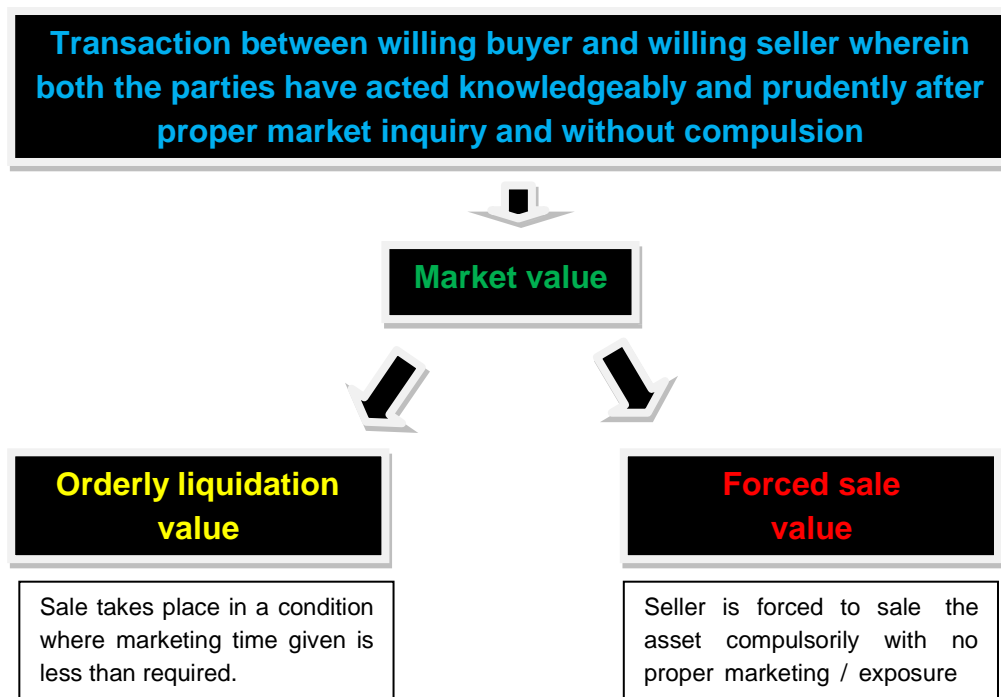 Transaction between willing buyer and willing seller wherein
both the parties have acted knowledgeably and prudently after
proper market inquiry and without compulsion
Market value
Orderly liquidation
value
Forced sale
value
Sale takes place in a condition
where marketing time given is
less than required.
Seller is forced to sale the
asset compulsorily with no
proper marketing / exposure